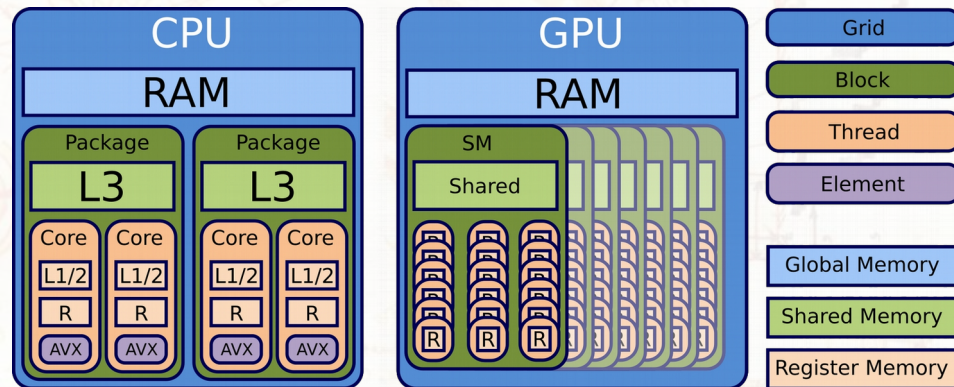 CPU
RAM
Package
L3
Core
L1/2
R
AVX
Core
L1/2
R
AVX
Package
L3
Core
L1/2
R
AVX
Core
L1/2
R
AVX
GPU
RAM
SM
Shared
R R R
R R R
R R R
R R R
R R R
R R R
Grid
Block
Thread
Element
Global Memory
Shared Memory
Register Memory